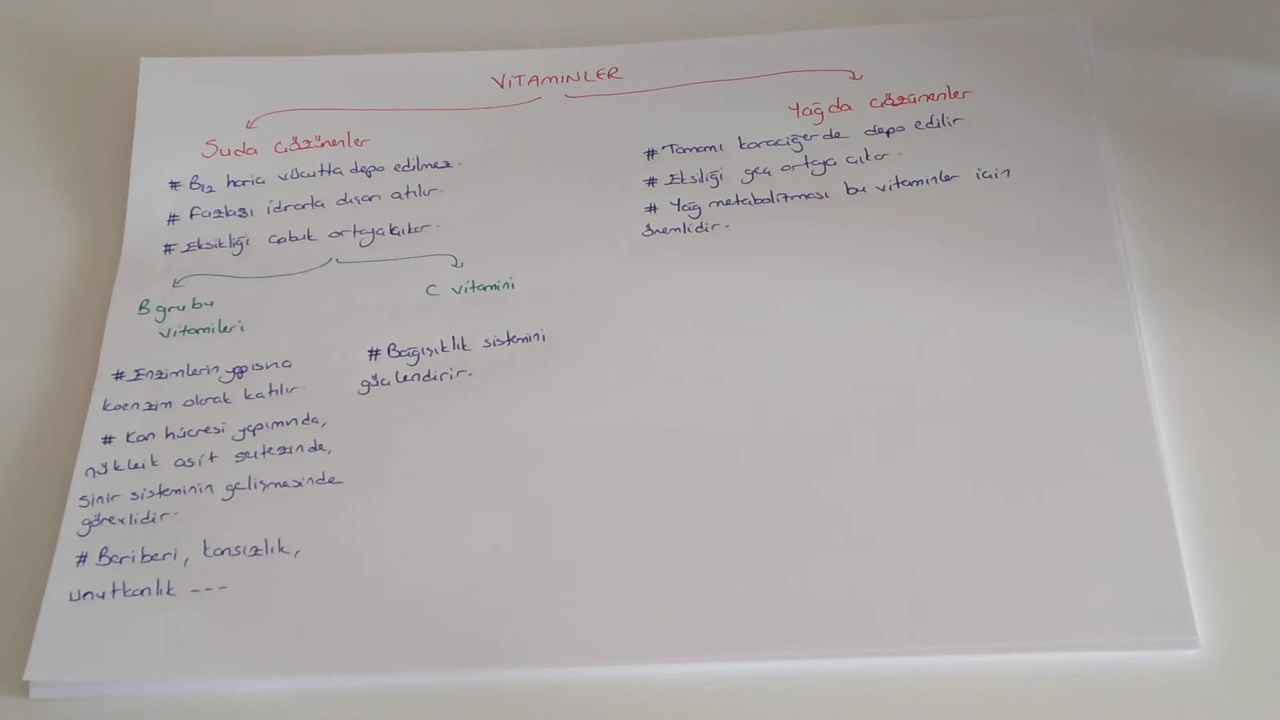 VİTAMİNLER
Suda çözünenler
# B12 hariç vücutta depo edilmez.
# Fazlası idrarla dışarı atılır.
# Eksikliği çabuk ortaya çıkar.
B grubu
vitamileri
# Enzimlerin yapısına
koenzim olarak katılır
# Kan hücresi yapımında,
nükleik asit sentezinde,
sinir sisteminin gelişmesinde
görevlidir.
# Beriberi, kansızlık,
unutkanlık ---
C vitamini
# Bağışıklık sistemini
güçlendirir.
Yağda çözünenler
# Tamamı karaciğerde depo edilir
# Eksiliği geç ortaya çıkar.
# Yağ metabolizması bu vitaminler için
önemlidir.